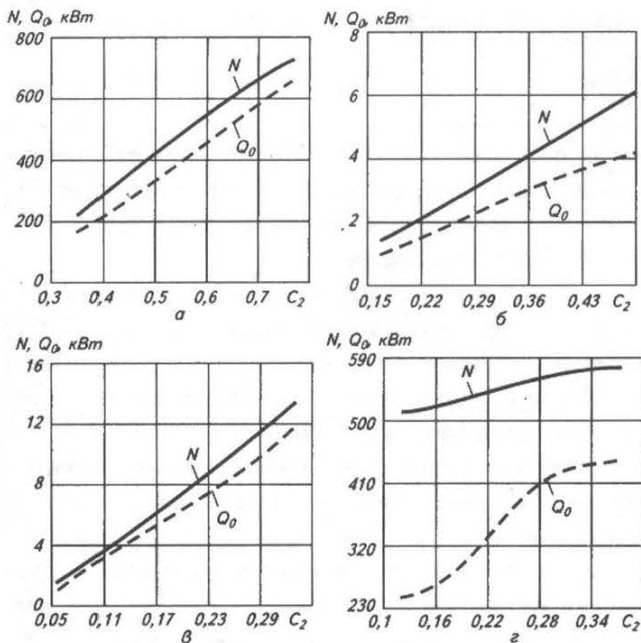 N, Q₀, кВт
N, Q₀, кВт
800
600
400
200
0
N
Q₀
0,3 0,4 0,5 0,6 0,7 C₂
а
8
6
4
2
0
N
Q₀
0,15 0,22 0,29 0,36 0,43 C₂
б
N, Q₀, кВт
N, Q₀, кВт
16
12
8
4
0
N
Q₀
0,05 0,11 0,17 0,23 0,29 C₂
в
590
500
410
320
230
N
Q₀
0,1 0,16 0,22 0,28 0,34 C₂
г